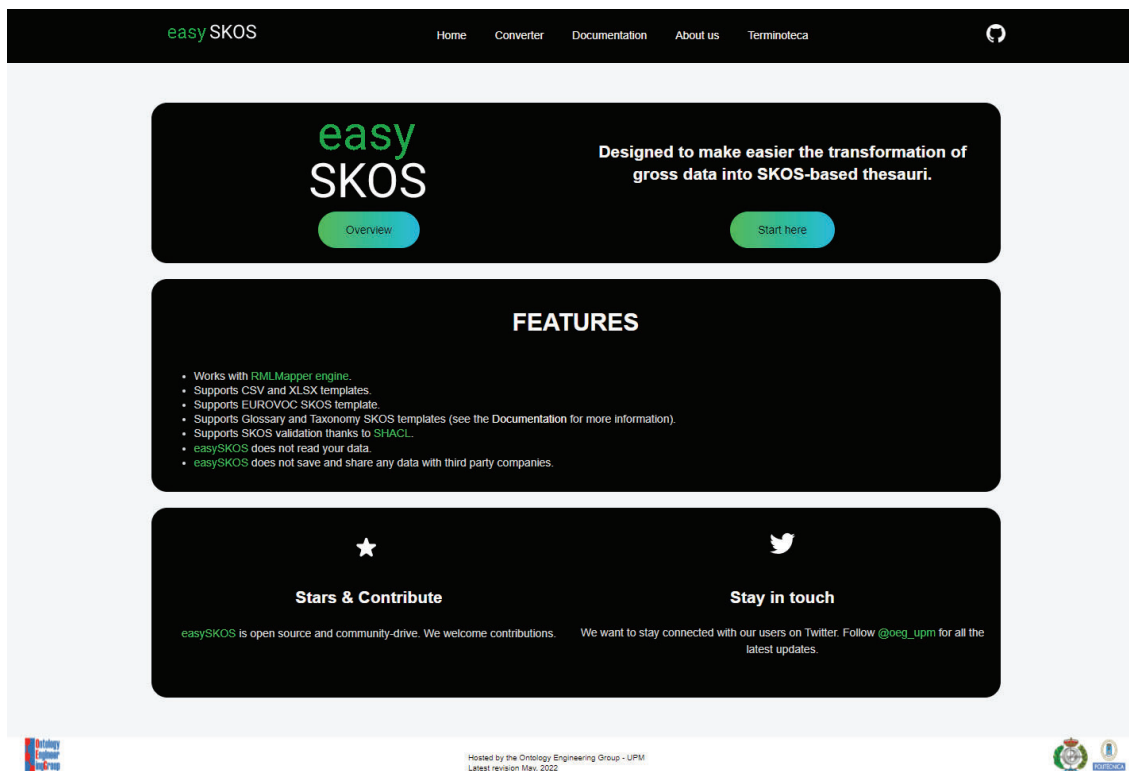 easy SKOS
Home Converter Documentation About us Terminoteca
easy
SKOS
Overview
Designed to make easier the transformation of
gross data into SKOS-based thesauri.
Start here
FEATURES
• Works with RMLMapper engine.
• Supports CSV and XLSX templates.
• Supports EUROVOC SKOS template.
• Supports Glossary and Taxonomy SKOS templates (see the Documentation for more information).
• Supports SKOS validation thanks to SHACL.
• easySKOS does not read your data.
• easySKOS does not save and share any data with third party companies.
Stars & Contribute
easySKOS is open source and community-drive. We welcome contributions.
Stay in touch
We want to stay connected with our users on Twitter. Follow @oeg_upm for all the
latest updates.
Ontology
Engineer
ingGroup
Hosted by the Ontology Engineering Group - UPM
Latest revision May, 2022
POLITÉCNICA